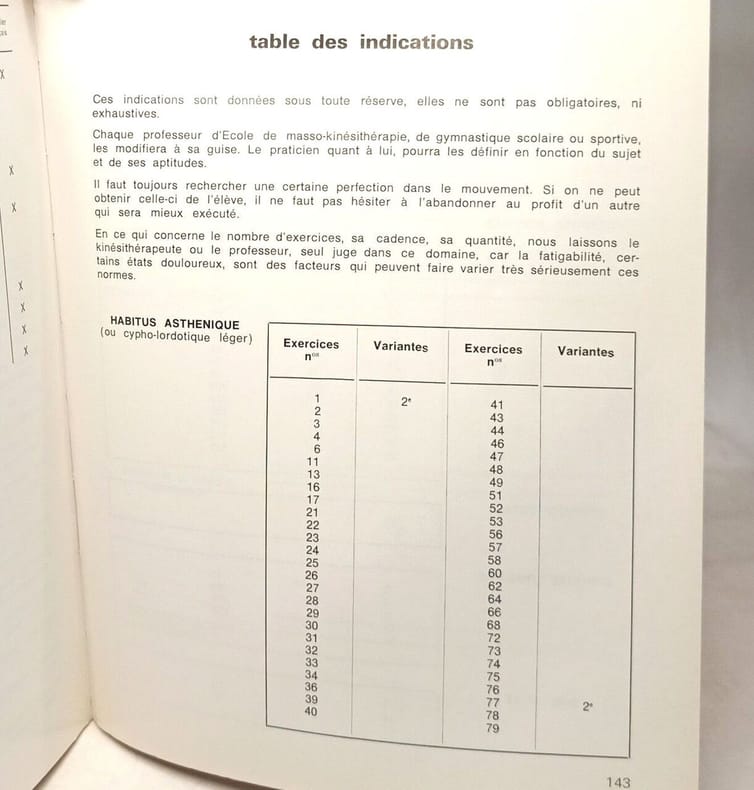 table des indications
Ces indications sont données sous toute réserve, elles ne sont pas obligatoires, ni
exhaustives.
Chaque professeur d'Ecole de masso-kinésithérapie, de gymnastique scolaire ou sportive,
les modifiera à sa guise. Le praticien quant à lui, pourra les définir en fonction du sujet
et de ses aptitudes.
Il faut toujours rechercher une certaine perfection dans le mouvement. Si on ne peut
obtenir celle-ci de l'élève, il ne faut pas hésiter à l'abandonner au profit d'un autre
qui sera mieux exécuté.
En ce qui concerne le nombre d'exercices, sa cadence, sa quantité, nous laissons le
kinésithérapeute ou le professeur, seul juge dans ce domaine, car la fatigabilité, cer-
tains états douloureux, sont des facteurs qui peuvent faire varier très sérieusement ces
normes.
HABITUS ASTHENIQUE
(ou cypho-lordotique léger)
Exercices nos Variantes Exercices nos Variantes
1 2e 41
2 43
3 44
4 46
6 47
11 48
13 49
16 51
17 52
21 53
22 56
23 57
24 58
25 60
26 62
27 64
28 66
29 68
30 72
31 73
32 74
33 75
34 76
36 77 2e
39 78
40 79
143
X
X
X
X
X
X
X